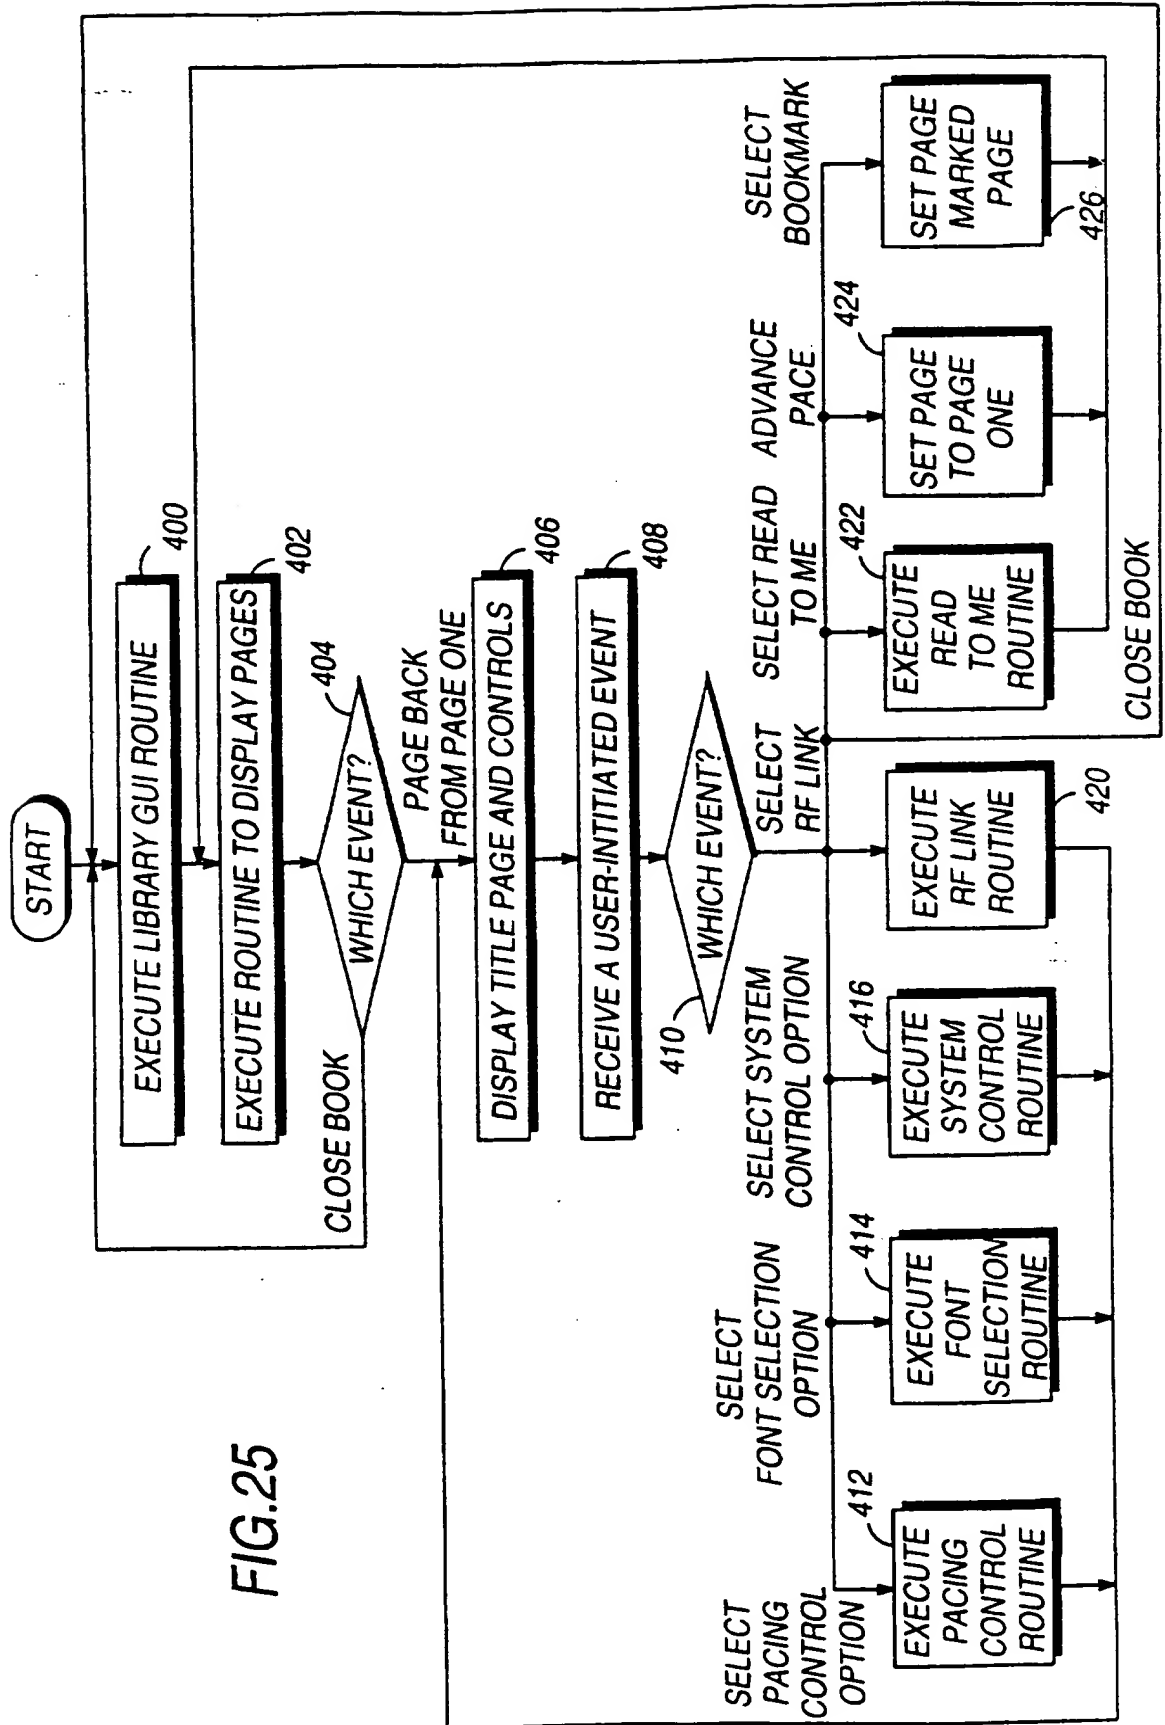 FIG.25
START
EXECUTE LIBRARY GUI ROUTINE
400
EXECUTE ROUTINE TO DISPLAY PAGES
402
WHICH EVENT?
404
CLOSE BOOK
PAGE BACK
FROM PAGE ONE
DISPLAY TITLE PAGE AND CONTROLS
406
RECEIVE A USER-INITIATED EVENT
408
WHICH EVENT?
410
SELECT
PACING
CONTROL
OPTION
SELECT
FONT SELECTION
OPTION
SELECT SYSTEM
CONTROL OPTION
SELECT
RF LINK
SELECT READ
TO ME
ADVANCE
PACE
SELECT
BOOKMARK
EXECUTE
PACING
CONTROL
ROUTINE
412
EXECUTE
FONT
SELECTION
ROUTINE
414
EXECUTE
SYSTEM
CONTROL
ROUTINE
416
EXECUTE
RF LINK
ROUTINE
420
EXECUTE
READ
TO ME
ROUTINE
422
SET PAGE
TO PAGE
ONE
424
SET PAGE
MARKED
PAGE
426
CLOSE BOOK